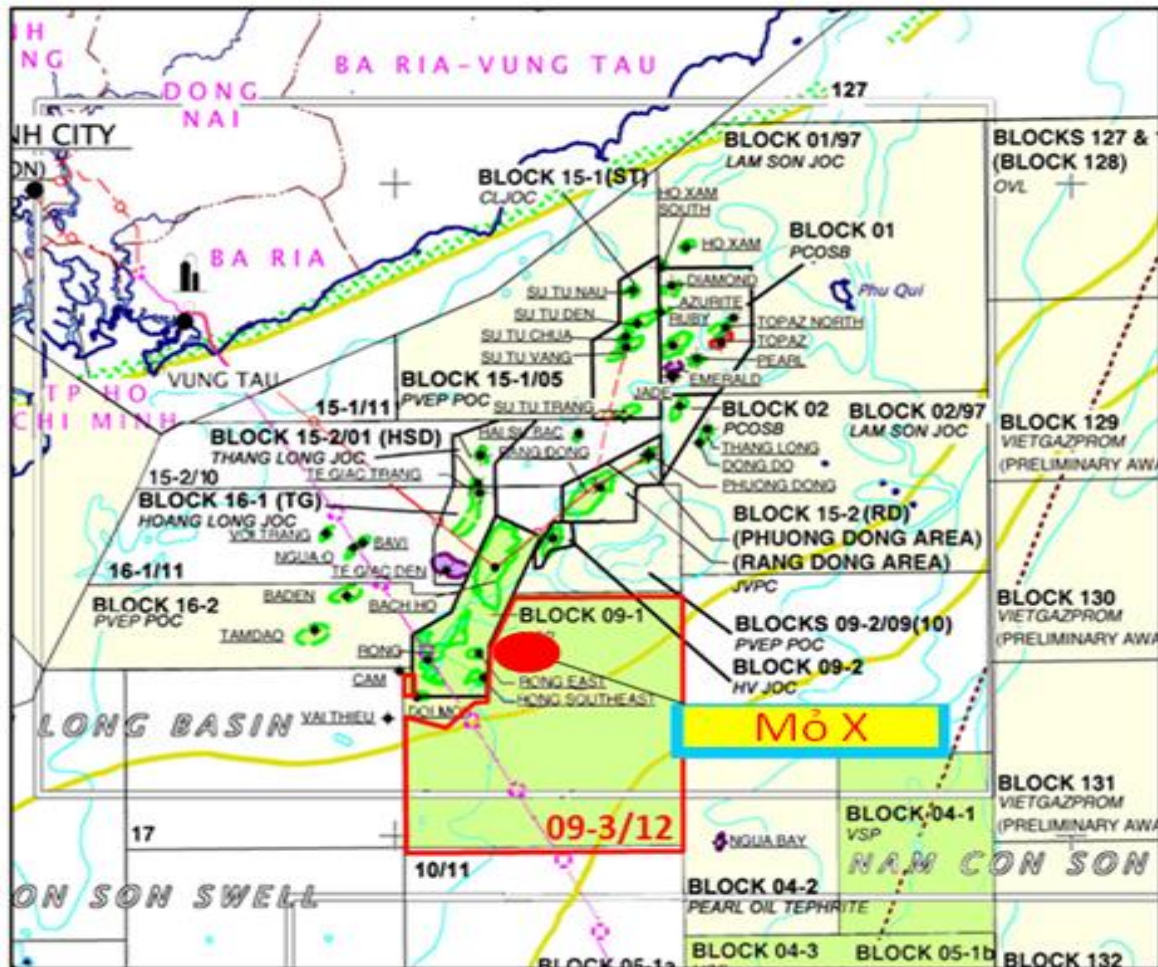 NH
NG
BA RIA-VUNG TAU
DONG
NAI
127
NH CITY
ON)
BLOCK 01/97
LAM SON JOC
BLOCKS 127 & 1
(BLOCK 128)
OVL
BLOCK 15-1(ST)
CLJOC
HO XAM
SOUTH
BLOCK 01
PCOSB
HO XAM
BA RIA
DIAMOND
SU TU NAU
AZURITE
Phu Qui
SU TU DEN
RUBY
TOPAZ NORTH
SU TU CHUA
TOPAZ
SU TU VANG
PEARL
VUNG TAU
EMERALD
TP HO
CHI MINH
BLOCK 15-1/05
PVEP POC
JADE
15-1/11
SU TU TRANG
BLOCK 02
PCOSB
BLOCK 02/97
LAM SON JOC
BLOCK 129
VIETGAZPROM
(PRELIMINARY AWA
BLOCK 15-2/01 (HSD)
THANG LONG JOC
HAI SU BAC
RANG DONG
THANG LONG
DONG DO
TE GIAC TRANG
PHUONG DONG
15-2/10
BLOCK 16-1 (TG)
HOANG LONG JOC
BLOCK 15-2 (RD)
(PHUONG DONG AREA)
(RANG DONG AREA)
JVPC
VOI TRANG
BAVI
NGUA O
TE GIAC DEN
16-1/11
BADEN
BACH HO
BLOCK 16-2
PVEP POC
BLOCK 09-1
BLOCK 130
VIETGAZPROM
(PRELIMINARY AWA
BLOCKS 09-2/09(10)
PVEP POC
TAMDAO
RONG
BLOCK 09-2
HV JOC
CAM
RONG EAST
RONG SOUTHEAST
DOI MOI
LONG BASIN
VAI THIEU
Mỏ X
BLOCK 131
VIETGAZPROM
(PRELIMINARY AWA
17
09-3/12
BLOCK 04-1
VSP
NGUA BAY
NAM CON SON
10/11
BLOCK 04-2
PEARL OIL TEPHRITE
ON SON SWELL
BLOCK 04-3
BLOCK 05-1b
BLOCK 132
BLOCK 05-1a